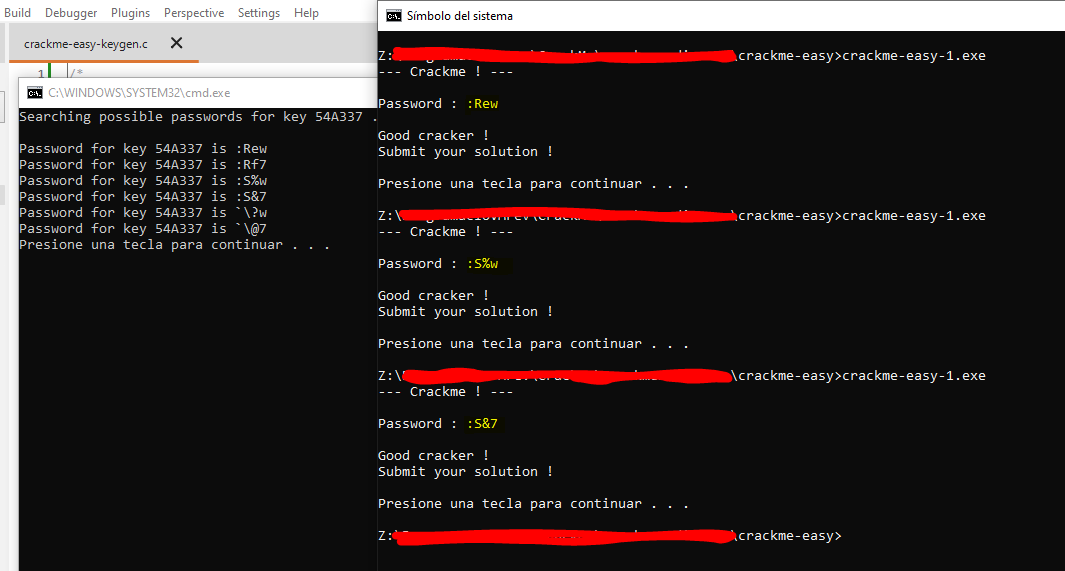 Build Debugger Plugins Perspective Settings Help
crackme-easy-keygen.c
1 /*
C:\WINDOWS\SYSTEM32\cmd.exe
Searching possible passwords for key 54A337 .
Password for key 54A337 is :Rew
Password for key 54A337 is :Rf7
Password for key 54A337 is :S%w
Password for key 54A337 is :S&7
Password for key 54A337 is `\?w
Password for key 54A337 is `\@7
Presione una tecla para continuar . . .
Símbolo del sistema
Z:\crackme-easy>crackme-easy-1.exe
--- Crackme ! ---
Password : :Rew
Good cracker !
Submit your solution !
Presione una tecla para continuar . . .
Z:\ \crackme-easy>crackme-easy-1.exe
--- Crackme ! ---
Password : :S%w
Good cracker !
Submit your solution !
Presione una tecla para continuar . . .
Z:\ \crackme-easy>crackme-easy-1.exe
--- Crackme ! ---
Password : :S&7
Good cracker !
Submit your solution !
Presione una tecla para continuar . . .
Z:\ \crackme-easy>